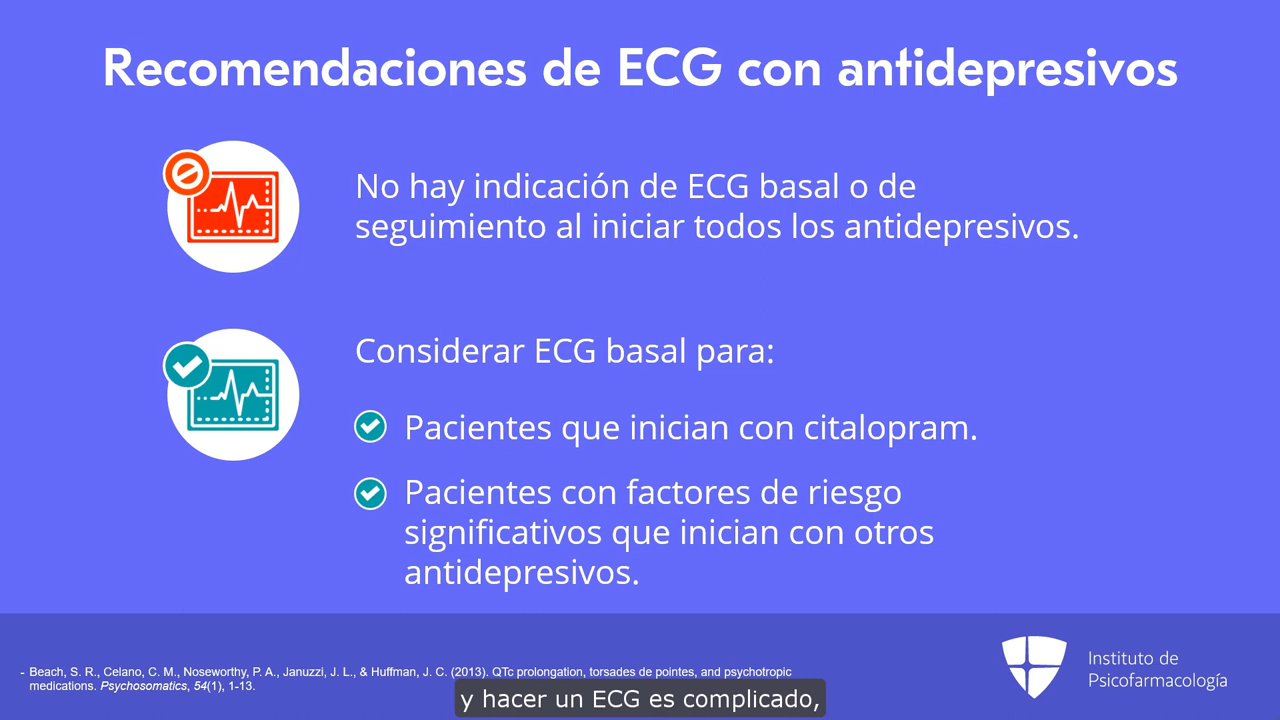 Recomendaciones de ECG con antidepresivos
No hay indicación de ECG basal o de
seguimiento al iniciar todos los antidepresivos.
Considerar ECG basal para:
Pacientes que inician con citalopram.
Pacientes con factores de riesgo
significativos que inician con otros
antidepresivos.
- Beach, S. R., Celano, C. M., Noseworthy, P. A., Januzzi, J. L., & Huffman, J. C. (2013). QTc prolongation, torsades de pointes, and psychotropic
medications. Psychosomatics, 54(1), 1-13.
y hacer un ECG es complicado,
Instituto de
Psicofarmacología